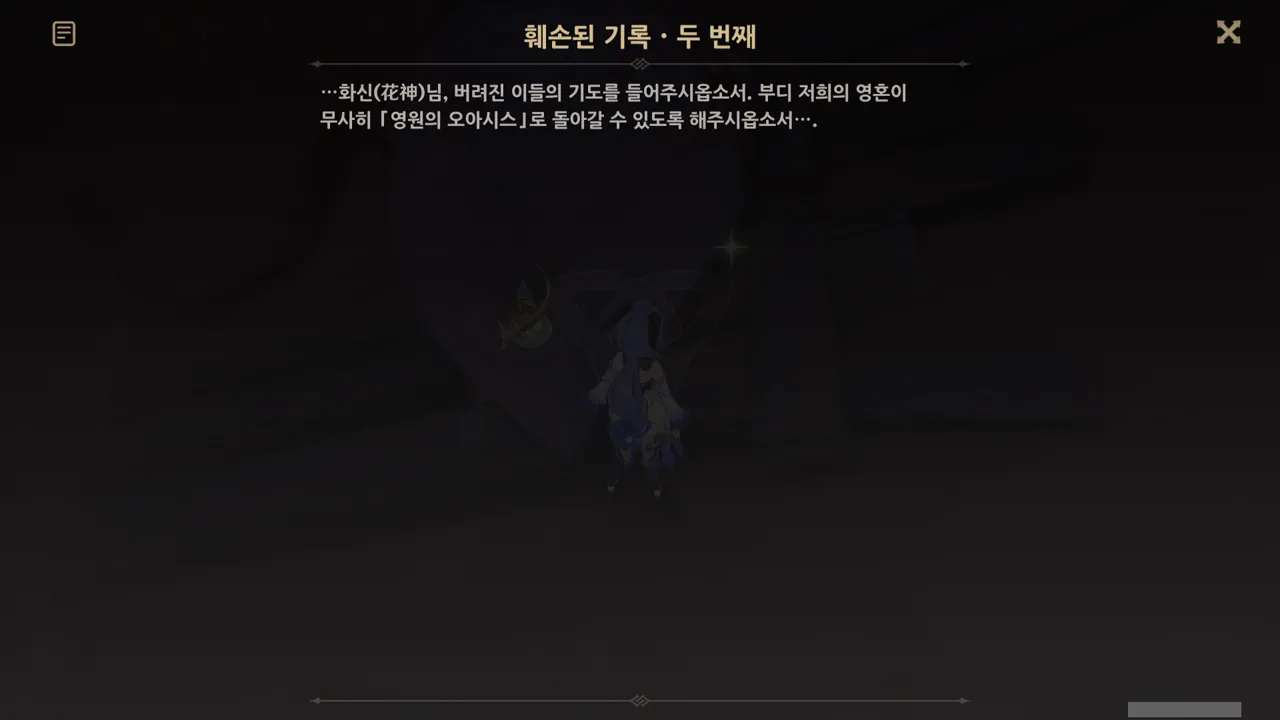 훼손된 기록 · 두 번째
…화신(花神)님, 버려진 이들의 기도를 들어주시옵소서. 부디 저희의 영혼이
무사히 「영원의 오아시스」로 돌아갈 수 있도록 해주시옵소서….